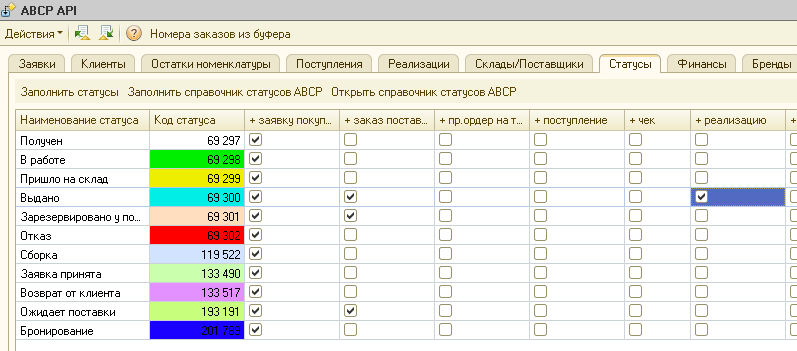 ABCP API
Действия Номера заказов из буфера
Заявки Клиенты Остатки номенклатуры Поступления Реализации Склады/Поставщики Статусы Финансы Бренды
Заполнить статусы Заполнить справочник статусов ABCP Открыть справочник статусов ABCP
Наименование статуса Код статуса + заявку покуп... + заказ постав... + пр.ордер на т... + поступление + чек + реализацию +
Получен 69 297
В работе 69 298
Пришло на склад 69 299
Выдано 69 300
Зарезервировано у по... 69 301
Отказ 69 302
Сборка 119 522
Заявка принята 133 490
Возврат от клиента 133 517
Ожидает поставки 193 191
Бронирование